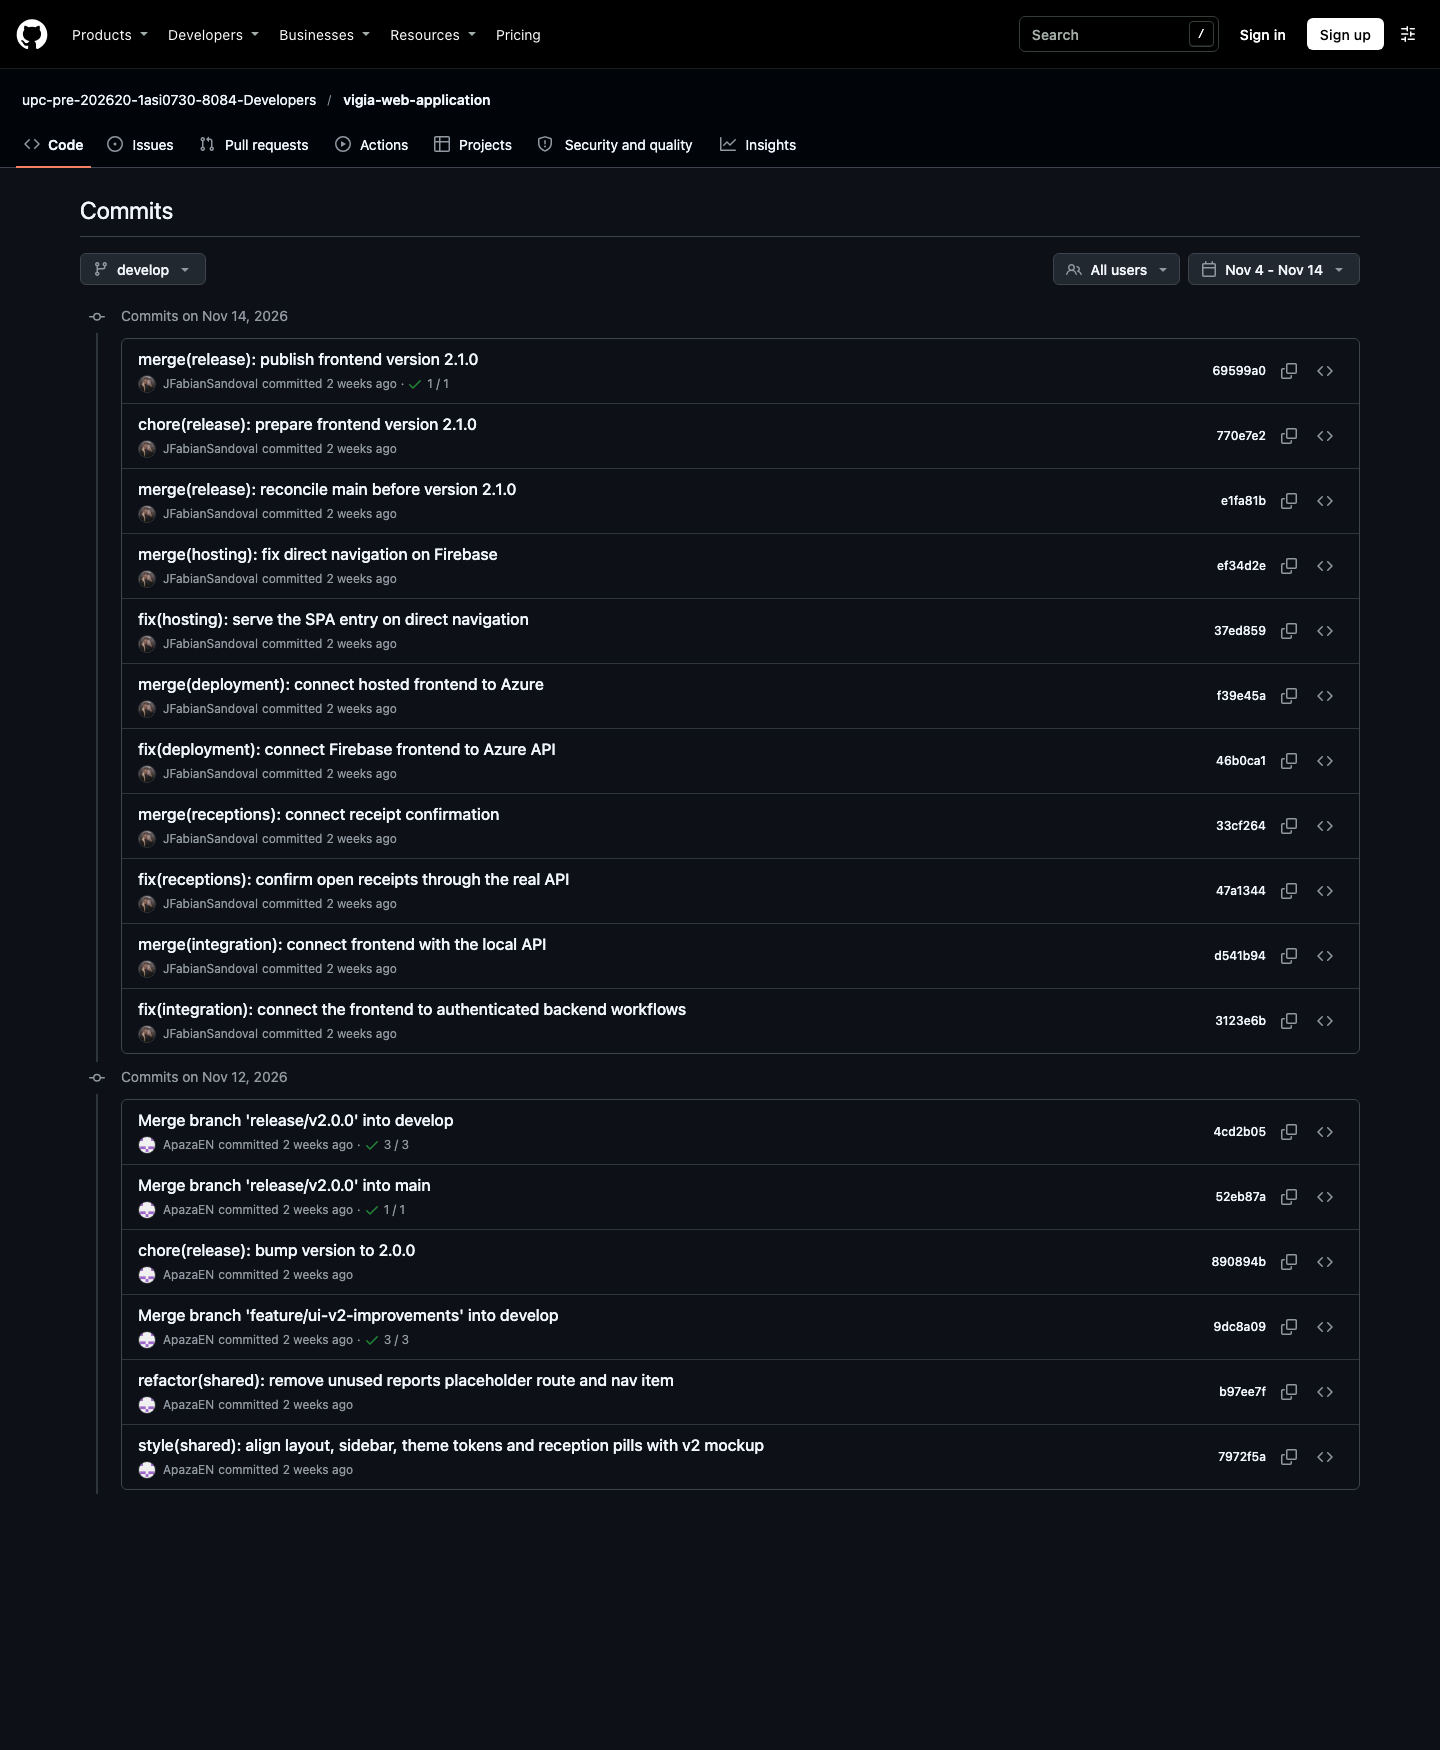 Products Developers Businesses Resources Pricing Search / Sign in Sign up
upc-pre-202620-1asi0730-8084-Developers / vigia-web-application
Code Issues Pull requests Actions Projects Security and quality Insights
Commits
develop All users Nov 4 - Nov 14
Commits on Nov 14, 2026
merge(release): publish frontend version 2.1.0
JFabianSandoval committed 2 weeks ago · 1 / 1
69599a0
chore(release): prepare frontend version 2.1.0
JFabianSandoval committed 2 weeks ago
770e7e2
merge(release): reconcile main before version 2.1.0
JFabianSandoval committed 2 weeks ago
e1fa81b
merge(hosting): fix direct navigation on Firebase
JFabianSandoval committed 2 weeks ago
ef34d2e
fix(hosting): serve the SPA entry on direct navigation
JFabianSandoval committed 2 weeks ago
37ed859
merge(deployment): connect hosted frontend to Azure
JFabianSandoval committed 2 weeks ago
f39e45a
fix(deployment): connect Firebase frontend to Azure API
JFabianSandoval committed 2 weeks ago
46b0ca1
merge(receptions): connect receipt confirmation
JFabianSandoval committed 2 weeks ago
33cf264
fix(receptions): confirm open receipts through the real API
JFabianSandoval committed 2 weeks ago
47a1344
merge(integration): connect frontend with the local API
JFabianSandoval committed 2 weeks ago
d541b94
fix(integration): connect the frontend to authenticated backend workflows
JFabianSandoval committed 2 weeks ago
3123e6b
Commits on Nov 12, 2026
Merge branch 'release/v2.0.0' into develop
ApazaEN committed 2 weeks ago · 3 / 3
4cd2b05
Merge branch 'release/v2.0.0' into main
ApazaEN committed 2 weeks ago · 1 / 1
52eb87a
chore(release): bump version to 2.0.0
ApazaEN committed 2 weeks ago
890894b
Merge branch 'feature/ui-v2-improvements' into develop
ApazaEN committed 2 weeks ago · 3 / 3
9dc8a09
refactor(shared): remove unused reports placeholder route and nav item
ApazaEN committed 2 weeks ago
b97ee7f
style(shared): align layout, sidebar, theme tokens and reception pills with v2 mockup
ApazaEN committed 2 weeks ago
7972f5a